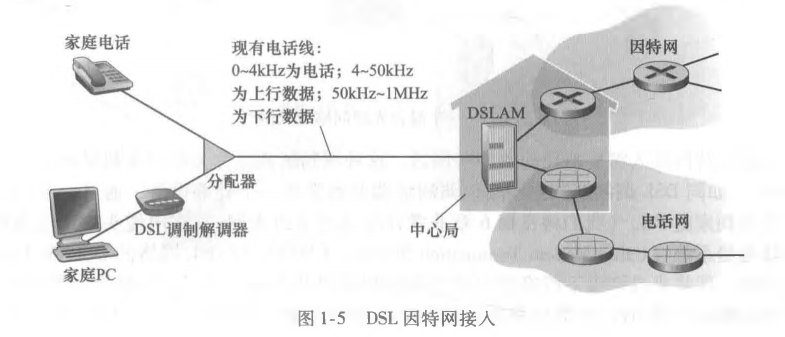 家庭电话
现有电话线：
0~4kHz为电话；4~50kHz
为上行数据；50kHz~1MHz
为下行数据
因特网
DSLAM
分配器
DSL调制解调器
家庭PC
中心局
电话网
图 1-5 DSL 因特网接入